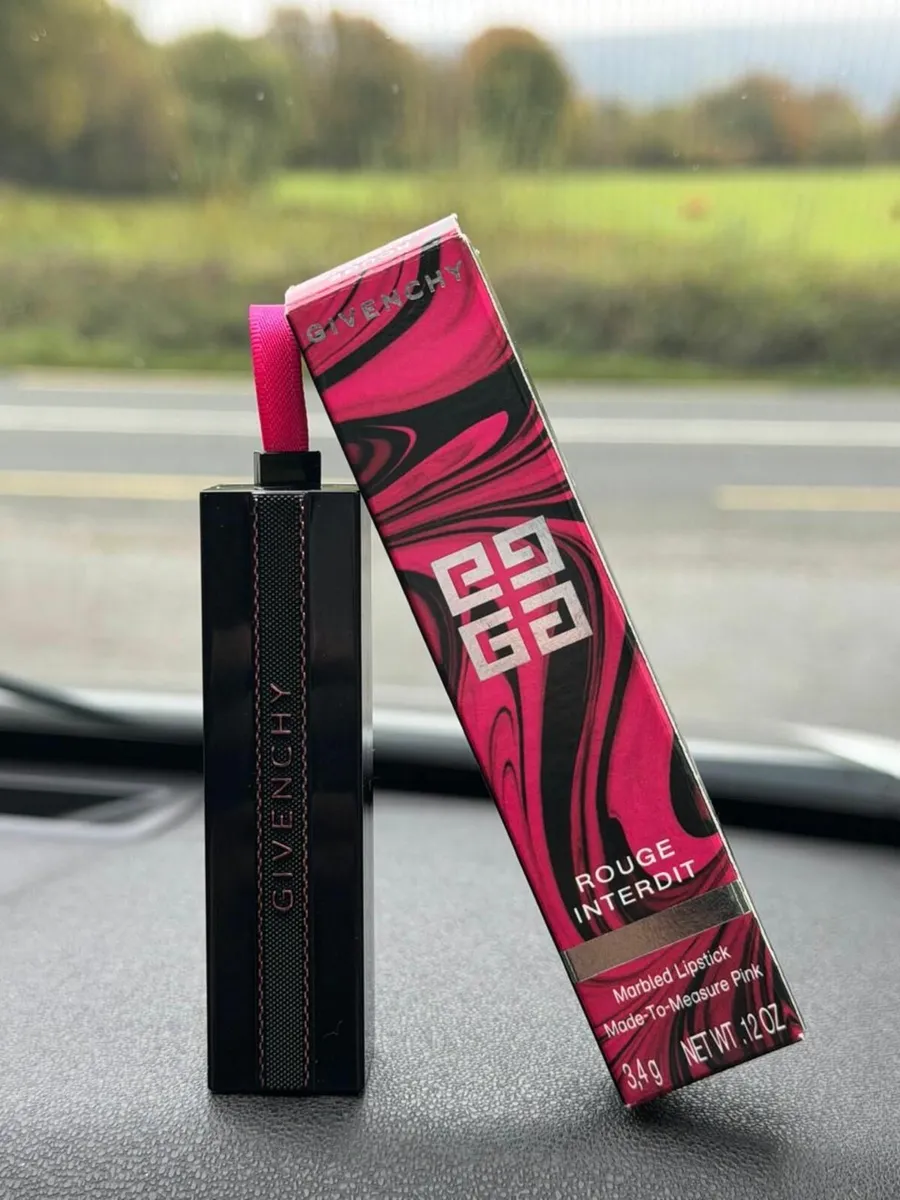 GIVENCHY
GIVENCHY
ROUGE
INTERDIT
Marbled Lipstick
Made-To-Measure Pink
3,4 g NET WT .12 OZ